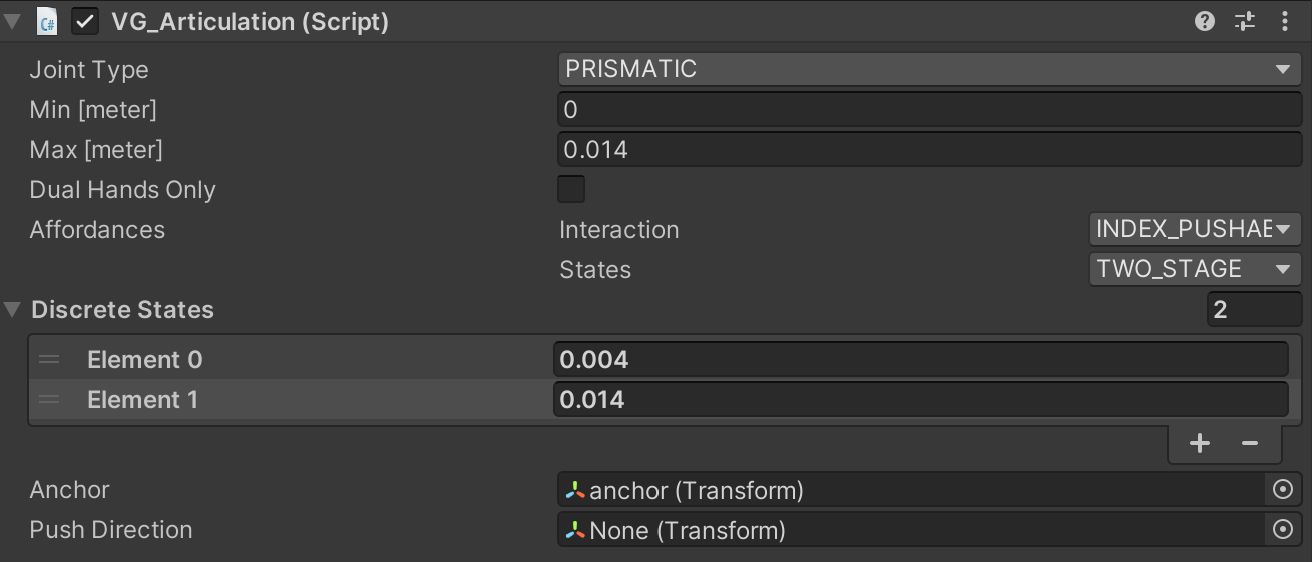 VG_Articulation (Script)
Joint Type PRISMATIC
Min [meter] 0
Max [meter] 0.014
Dual Hands Only
Affordances Interaction INDEX_PUSHAB
States TWO_STAGE
Discrete States 2
Element 0 0.004
Element 1 0.014
Anchor anchor (Transform)
Push Direction None (Transform)